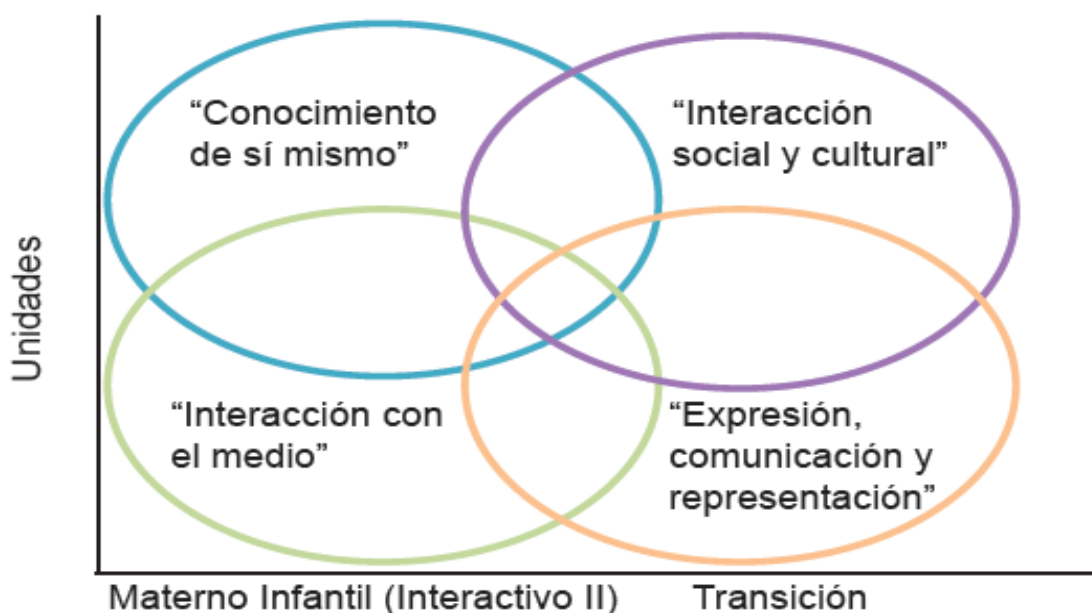 “Conocimiento
de sí mismo”
“Interacción
social y cultural”
Unidades
“Interacción con
el medio”
“Expresión,
comunicación y
representación”
Materno Infantil (Interactivo II)
Transición